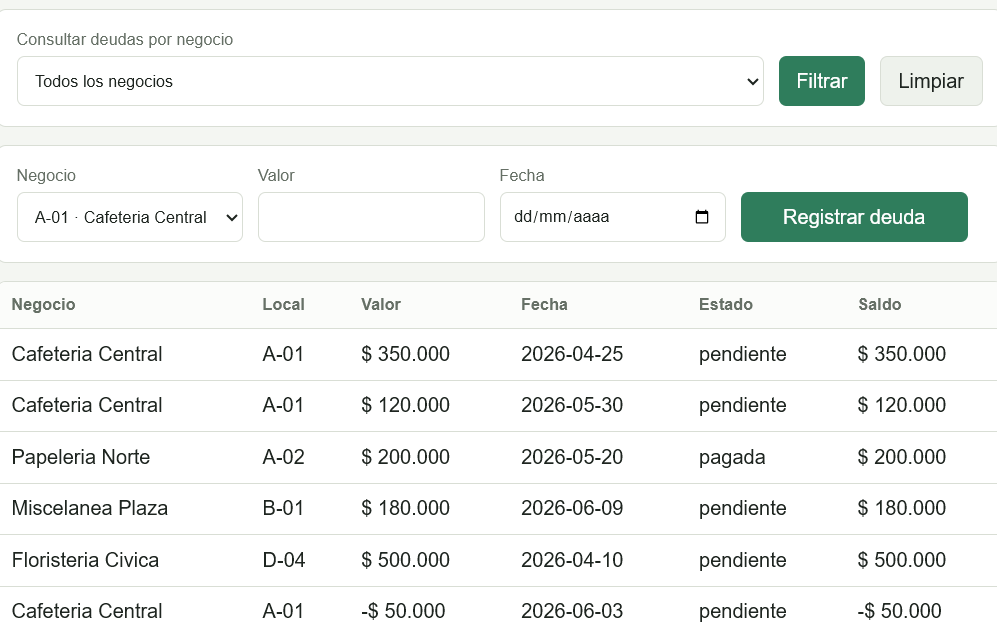 Consultar deudas por negocio
Todos los negocios Filtrar Limpiar
Negocio Valor Fecha
A-01 · Cafeteria Central dd/mm/aaaa Registrar deuda
Negocio Local Valor Fecha Estado Saldo
Cafeteria Central A-01 $ 350.000 2026-04-25 pendiente $ 350.000
Cafeteria Central A-01 $ 120.000 2026-05-30 pendiente $ 120.000
Papeleria Norte A-02 $ 200.000 2026-05-20 pagada $ 200.000
Miscelanea Plaza B-01 $ 180.000 2026-06-09 pendiente $ 180.000
Floristeria Civica D-04 $ 500.000 2026-04-10 pendiente $ 500.000
Cafeteria Central A-01 -$ 50.000 2026-06-03 pendiente -$ 50.000